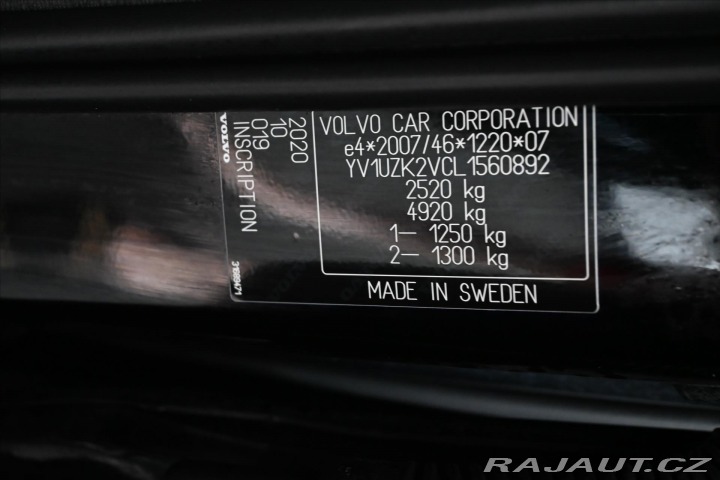 VOLVO CAR CORPORATION
e4*2007/46*1220*07
YV1UZK2VCL1560892
2520 kg
4920 kg
1- 1250 kg
2- 1300 kg
MADE IN SWEDEN
2020
10
019
INSCRIPTION
VOLVO
RAJAUT.CZ